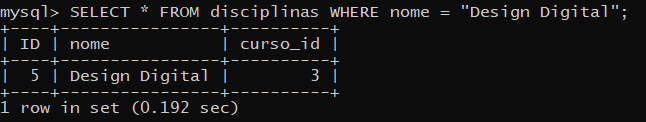 mysql> SELECT * FROM disciplinas WHERE nome = "Design Digital";
+----+----------------+----------+
| ID | nome           | curso_id |
+----+----------------+----------+
|  5 | Design Digital |        3 |
+----+----------------+----------+
1 row in set (0.192 sec)